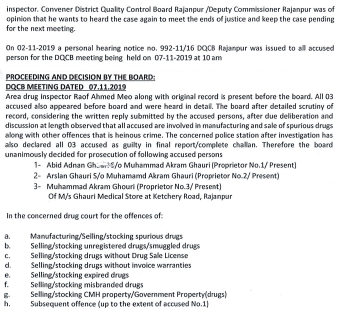 inspector. Convener District Quality Control Board Rajanpur /Deputy Commissioner Rajanpur was of
opinion that he wants to heard the case again to meet the ends of justice and keep the case pending
for the next meeting.
On 02-11-2019 a personal hearing notice no. 992-11/16 DQCB Rajanpur was issued to all accused
person for the DQCB meeting being held on 07-11-2019 at 10 am
PROCEEDING AND DECISION BY THE BOARD:
DQCB MEETING DATED 07.11.2019
Area drug inspector Raof Ahmed Meo along with original record is present before the board. All 03
accused also appeared before board and were heard in detail. The board after detailed scrutiny of
record, considering the written reply submitted by the accused persons, after due deliberation and
discussion at length observed that all accused are involved in manufacturing and sale of spurious drugs
along with other offences that is heinous crime. The concerned police station after investigation has
also declared all 03 accused as guilty in final report/complete challan. Therefore the board
unanimously decided for prosecution of following accused persons
1- Abid Adnan S/o Muhammad Akram Ghauri (Proprietor No.1/ Present)
2- Arslan Ghauri S/o Muhamamd Ghauri (Proprietor No.2/ Present)
3- Muhammad Akram Ghouri (Proprietor No.3/ Present)
Of M/s Ghauri Medical Store at Ketchery Road, Rajanpur
In the concerned drug court for the offences of:
a. Manufacturing/Selling/stocking spurious drugs
b. Selling/stocking unregistered drugs/smuggled drugs
c. Selling/stocking drugs without Drug Sale License
d. Selling/stocking drugs without invoice warranties
e. Selling/stocking expired drugs
f. Selling/stocking misbranded drugs
g. Selling/stocking CMH property/Government Property(drugs)
h. Subsequent offence (up to the extent of accused No.1)